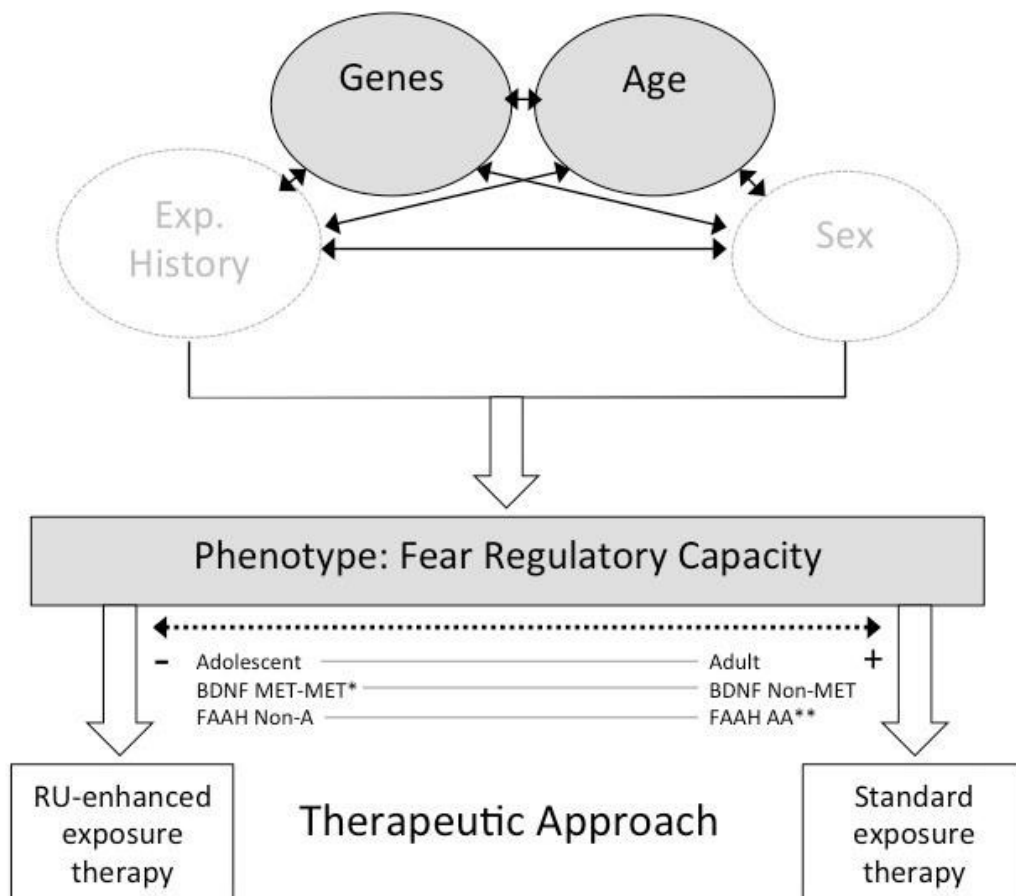 Genes
Age
Exp.
History
Sex
Phenotype: Fear Regulatory Capacity
- Adolescent Adult +
BDNF MET-MET* BDNF Non-MET
FAAH Non-A FAAH AA**
RU-enhanced
exposure
therapy
Therapeutic Approach
Standard
exposure
therapy